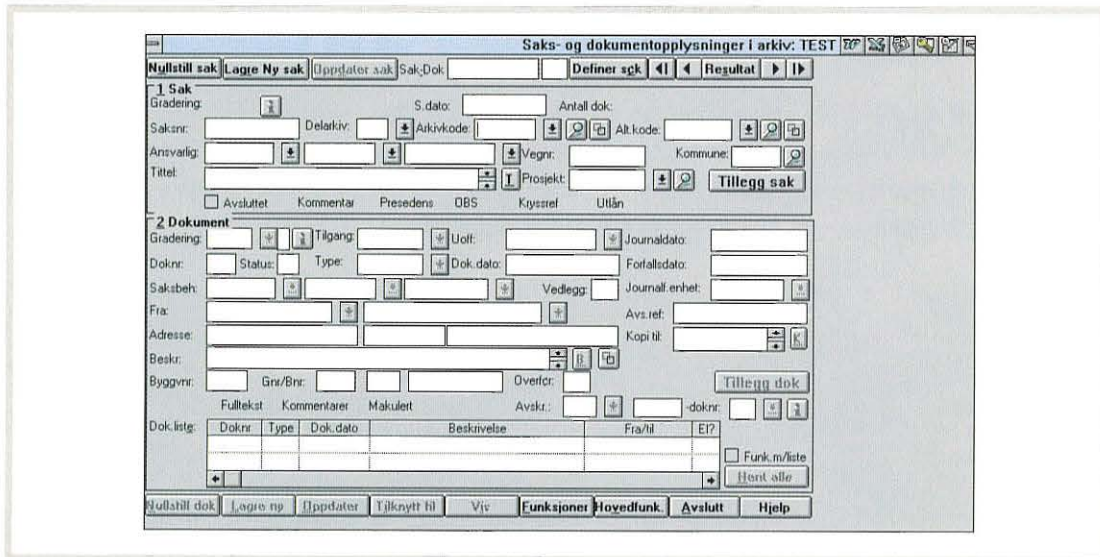 Saks- og dokumentopplysninger i arkiv: TEST
Nullstill sak Lagre Ny sak Oppdater sak Sak-Dok Definer søk Resultat
1 Sak
Gradering: S.dato: Antall dok:
Saksnr: Delarkiv: Arkivkode: Alt.kode:
Ansvarlig: Vegnr: Kommune:
Tittel: I Prosjekt: Tillegg sak
Avsluttet Kommentar Presedens OBS Kryssref Utlån
2 Dokument
Gradering: Tilgang: Uoff: Journaldato:
Doknr: Status: Type: Dok.dato: Forfallsdato:
Saksbeh: Vedlegg: Journalf.enhet:
Fra: Avs.ref:
Adresse: Kopi til: K
Beskr: B
Byggvnr: Gnr/Bnr: Overfør: Tillegg dok
Fulltekst Kommentarer Makulert Avskr.: -doknr:
Dok.liste: Doknr Type Dok.dato Beskrivelse Fra/til El?
Funk.m/liste
Hent alle
Nullstill dok Lagre ny Oppdater Tilknytt til Vis Funksjoner Hovedfunk. Avslutt Hjelp